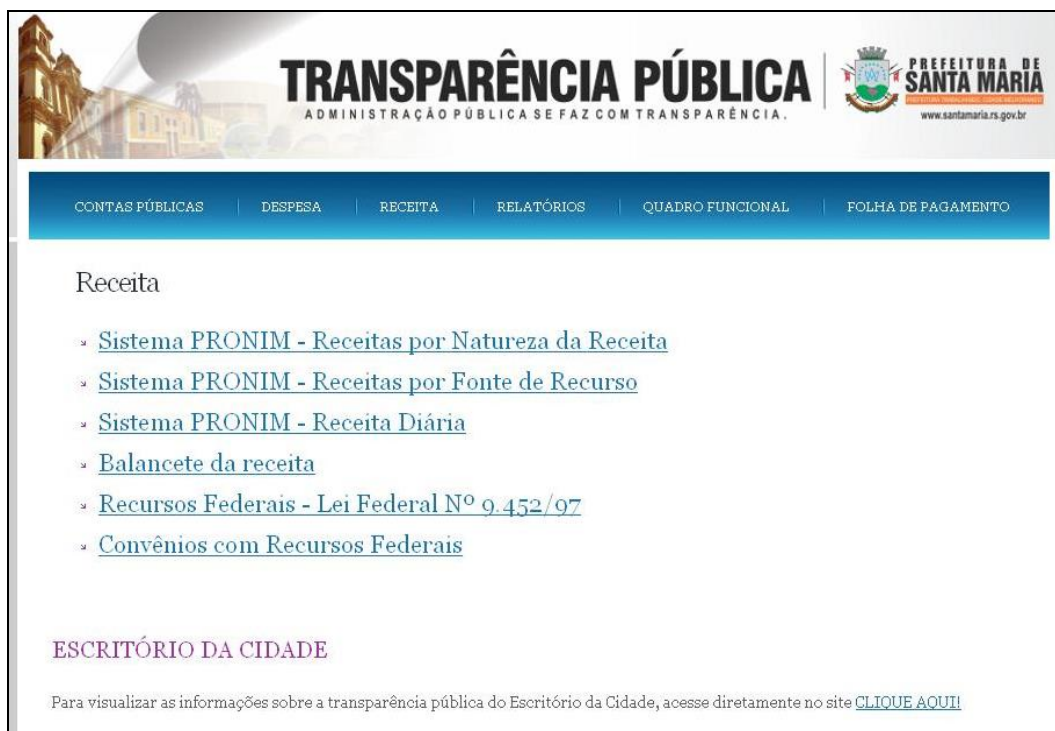 TRANSPARÊNCIA PÚBLICA
ADMINISTRAÇÃO PÚBLICA SE FAZ COM TRANSPARÊNCIA.
PREFEITURA DE
SANTA MARIA
www.santamaria.rs.gov.br
CONTAS PÚBLICAS DESPESA RECEITA RELATÓRIOS QUADRO FUNCIONAL FOLHA DE PAGAMENTO
Receita
Sistema PRONIM - Receitas por Natureza da Receita
Sistema PRONIM - Receitas por Fonte de Recurso
Sistema PRONIM - Receita Diária
Balancete da receita
Recursos Federais - Lei Federal Nº 9.452/97
Convênios com Recursos Federais
ESCRITÓRIO DA CIDADE
Para visualizar as informações sobre a transparência pública do Escritório da Cidade, acesse diretamente no site CLIQUE AQUI!